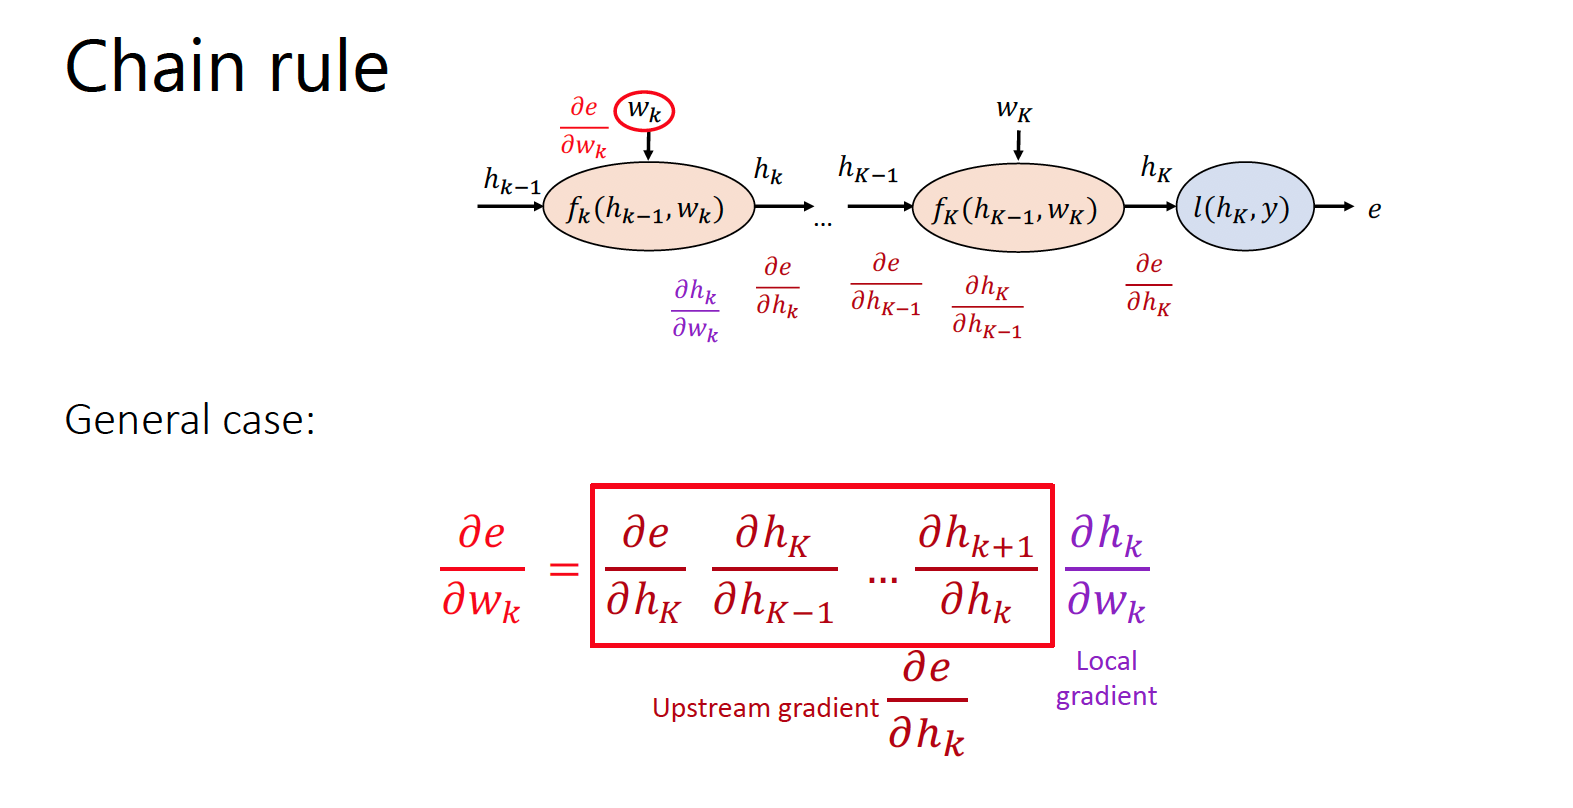 Chain rule
∂e/∂w_k
w_k
w_K
h_{k−1}
f_k(h_{k−1}, w_k)
h_k
...
h_{K−1}
f_K(h_{K−1}, w_K)
h_K
l(h_K, y)
e
∂h_k/∂w_k
∂e/∂h_k
∂e/∂h_{K−1}
∂h_K/∂h_{K−1}
∂e/∂h_K
General case:
∂e/∂w_k = ∂e/∂h_K ∂h_K/∂h_{K−1} ... ∂h_{k+1}/∂h_k ∂h_k/∂w_k
Upstream gradient ∂e/∂h_k
Local
gradient